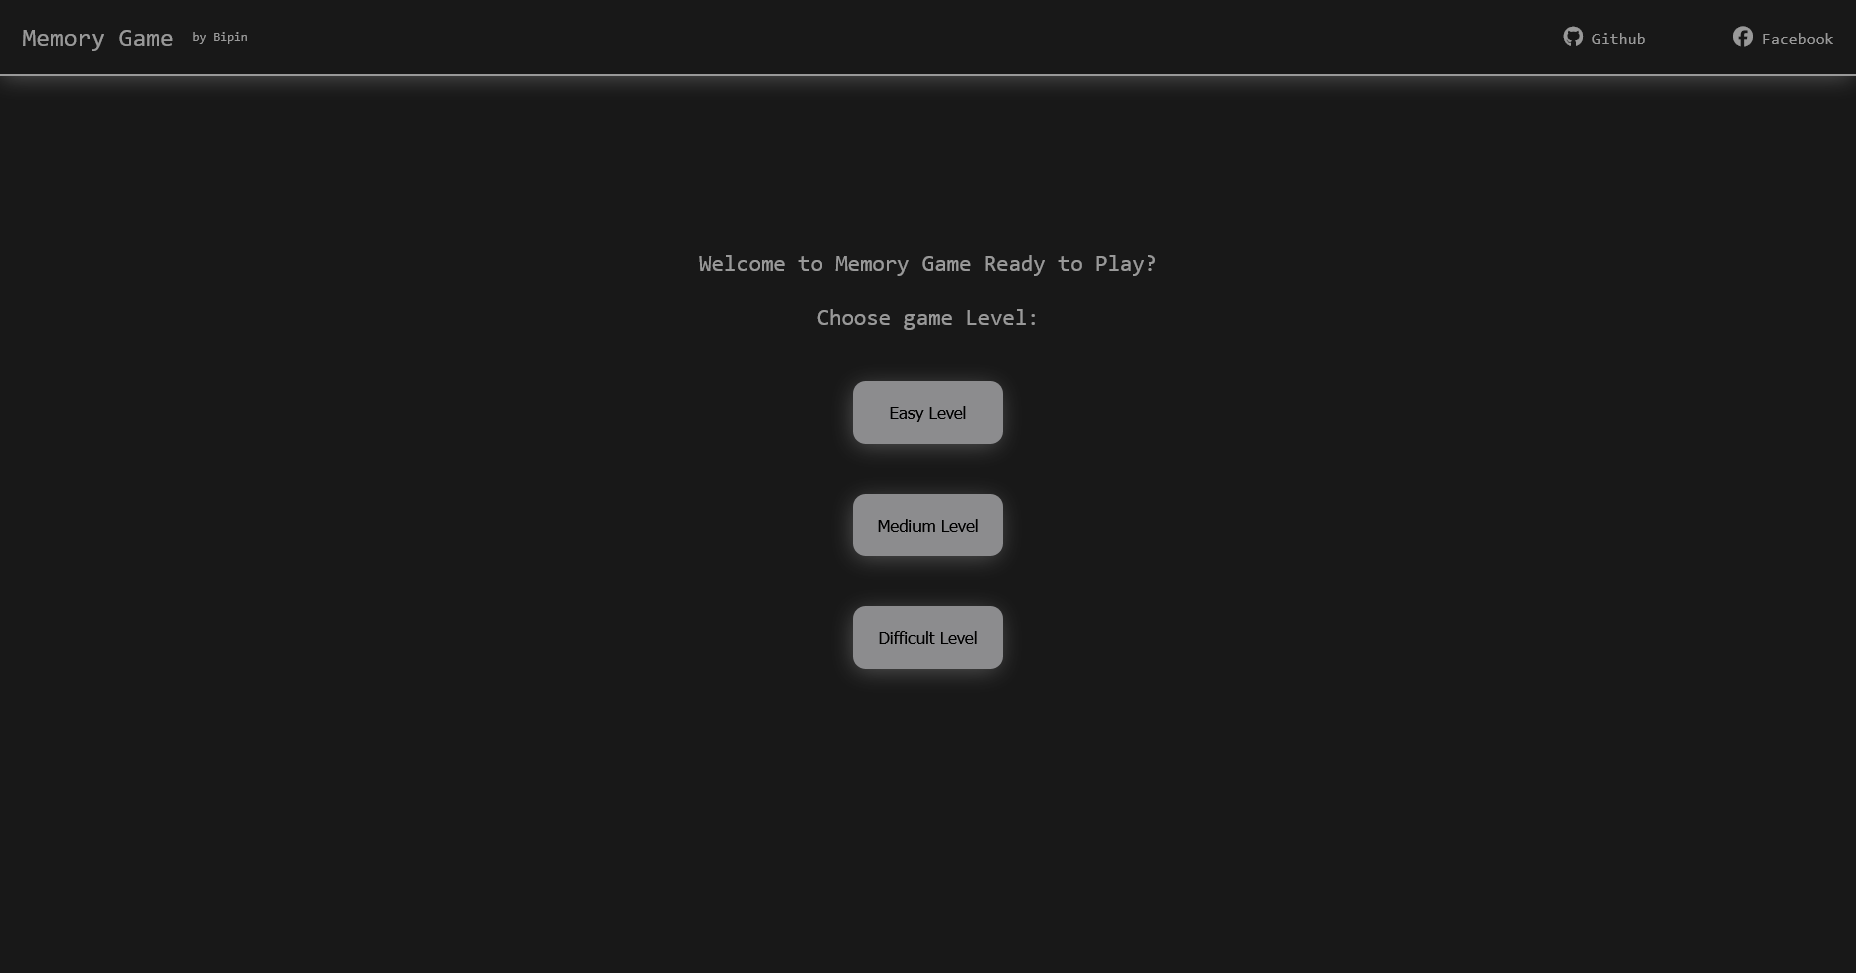 Memory Game by Bipin Github Facebook
Welcome to Memory Game Ready to Play?
Choose game Level:
Easy Level
Medium Level
Difficult Level